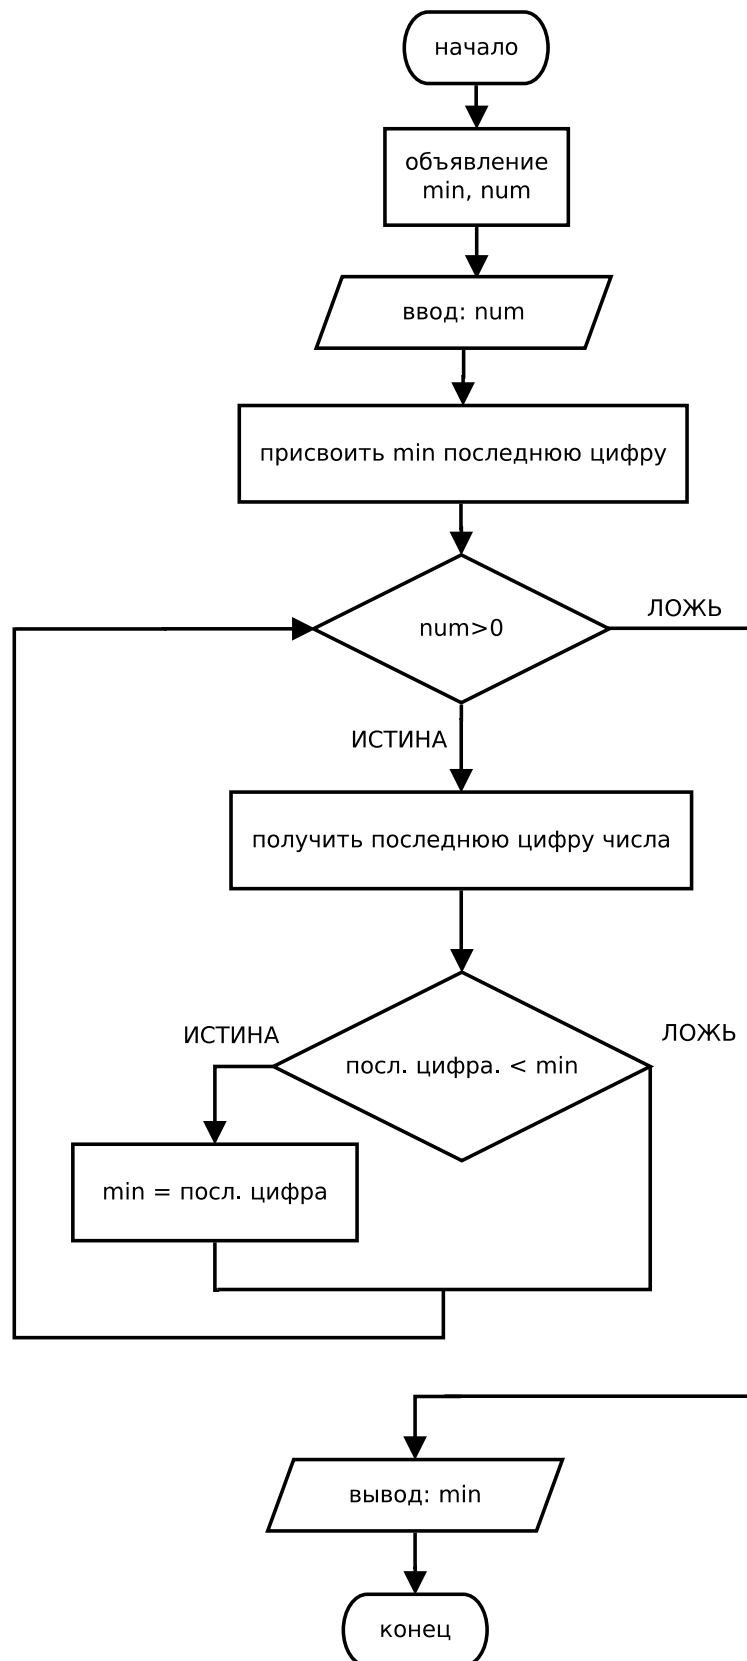 начало
объявление
min, num
ввод: num
присвоить min последнюю цифру
num>0
ЛОЖЬ
ИСТИНА
получить последнюю цифру числа
ИСТИНА
ЛОЖЬ
посл. цифра. < min
min = посл. цифра
вывод: min
конец